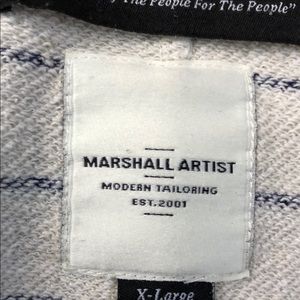 The People For The People”
MARSHALL ARTIST
MODERN TAILORING
EST.2001
X-Large